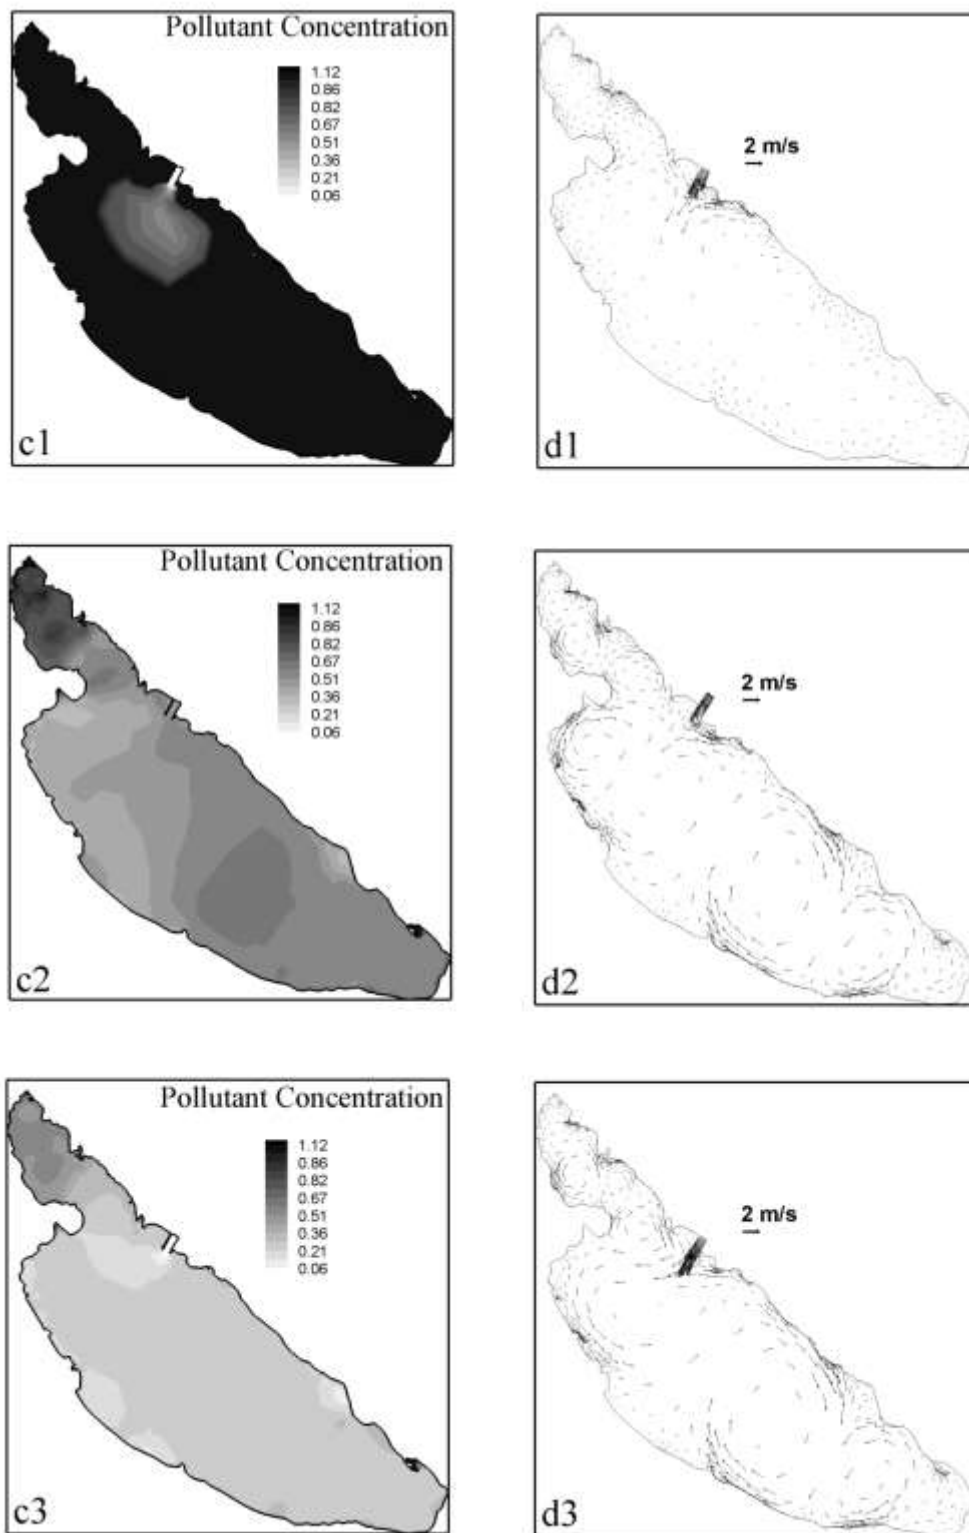 Pollutant Concentration
1.12
0.86
0.82
0.67
0.51
0.36
0.21
0.06
c1
2 m/s
d1
Pollutant Concentration
1.12
0.86
0.82
0.67
0.51
0.36
0.21
0.06
c2
2 m/s
d2
Pollutant Concentration
1.12
0.86
0.82
0.67
0.51
0.36
0.21
0.06
c3
2 m/s
d3